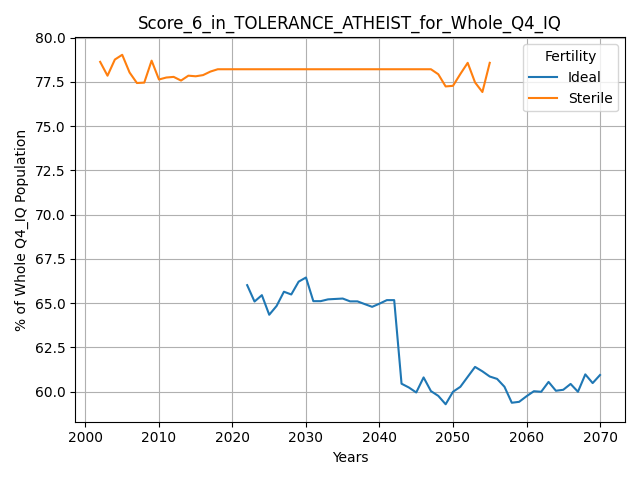 Score_6_in_TOLERANCE_ATHEIST_for_Whole_Q4_IQ
% of Whole Q4_IQ Population
80.0
77.5
75.0
72.5
70.0
67.5
65.0
62.5
60.0
Fertility
Ideal
Sterile
2000 2010 2020 2030 2040 2050 2060 2070
Years